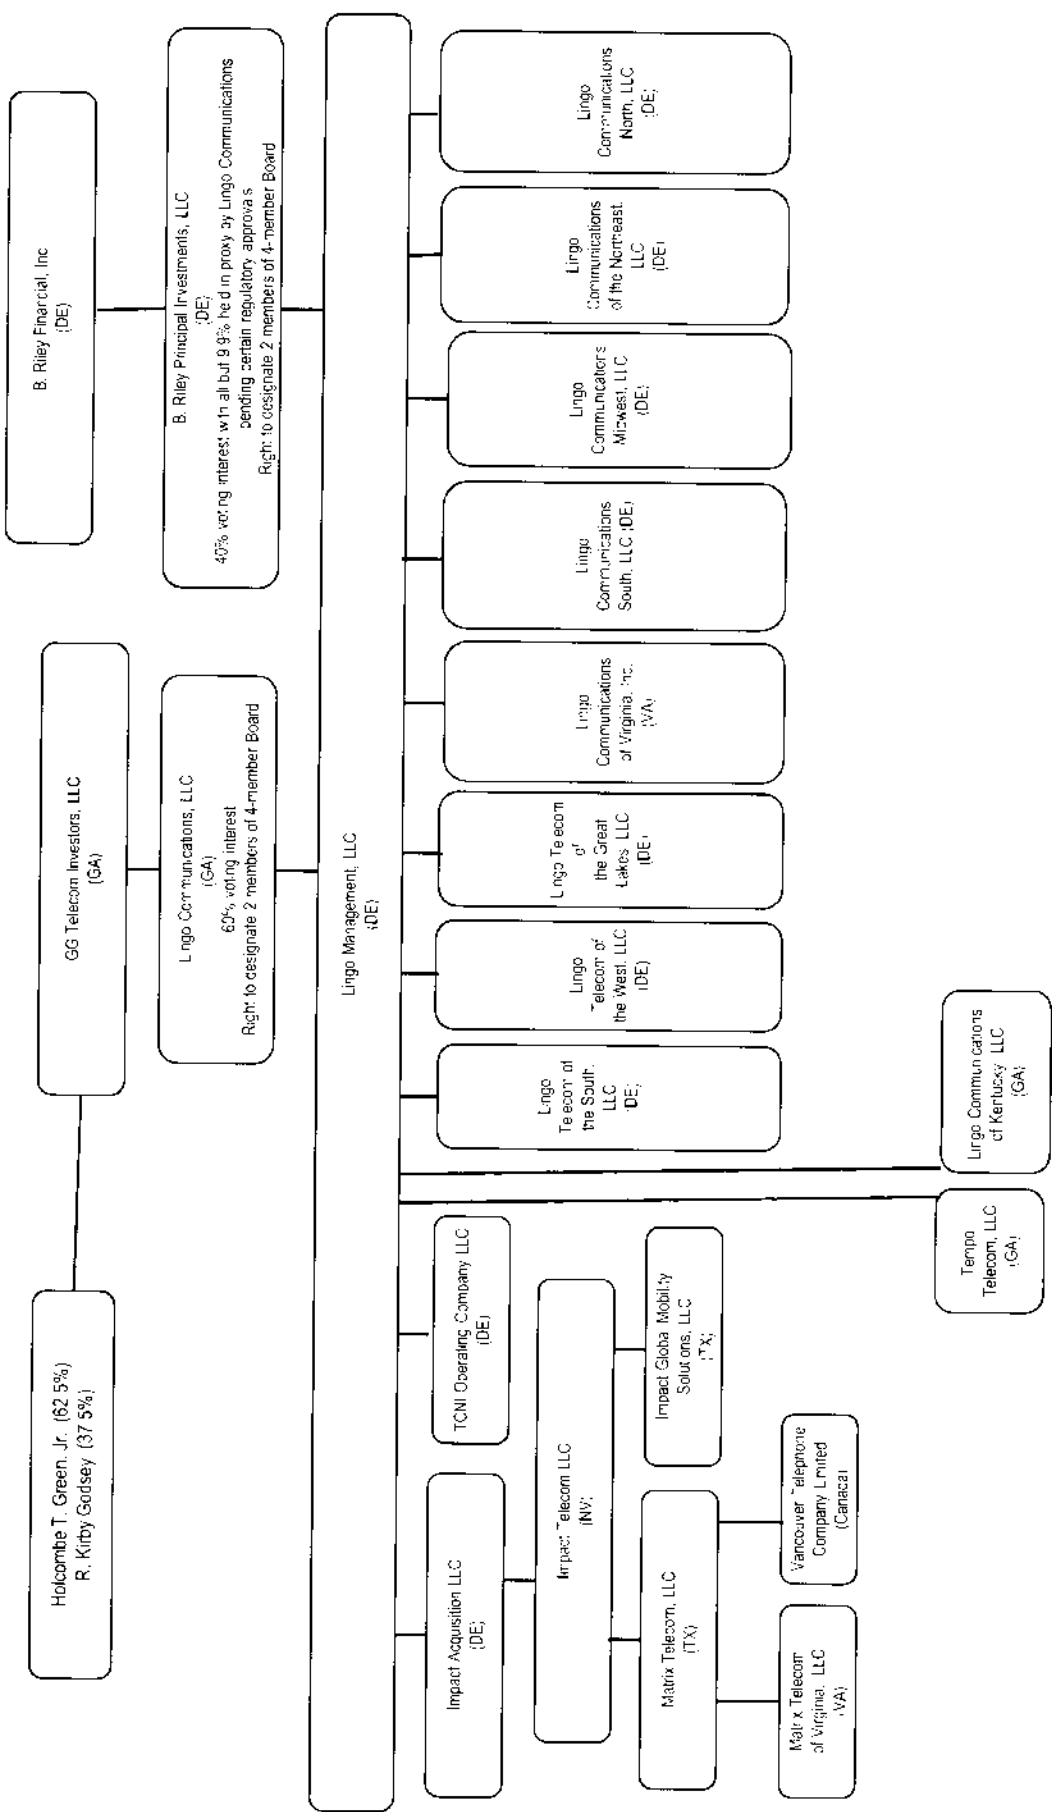 Holcombe T. Green, Jr. (62.5%)
R. Kirby Godsey (37.5%)
GG Telecom Investors, LLC
(GA)
B. Riley Financial, Inc
(DE)
Lingo Communications, LLC
(GA)
60% voting interest
Right to designate 2 members of 4-member Board
B. Riley Principal Investments, LLC
(DE)
40% voting interest with all but 9.9% held in proxy by Lingo Communications
pending certain regulatory approvals
Right to designate 2 members of 4-member Board
Lingo Management, LLC
(DE)
Impact Acquisition LLC
(DE)
TCNI Operating Company LLC
(DE)
Lingo
Telecom of
the South,
LLC
(DE)
Lingo
Telecom of
the West, LLC
(DE)
Lingo Telecom
of
the Great
Lakes, LLC
(DE)
Lingo
Communications
of Virginia, Inc.
(VA)
Lingo
Communications
South, LLC (DE)
Lingo
Communications
Midwest, LLC
(DE)
Lingo
Communications
of the Northeast,
LLC
(DE)
Lingo
Communications
North, LLC
(DE)
Impact Telecom LLC
(NV)
Matrix Telecom, LLC
(TX)
Impact Global Mobility
Solutions, LLC
(TX)
Matrix Telecom
of Virginia, LLC
(VA)
Vancouver Telephone
Company Limited
(Canada)
Tempo
Telecom, LLC
(GA)
Lingo Communications
of Kentucky, LLC
(GA)